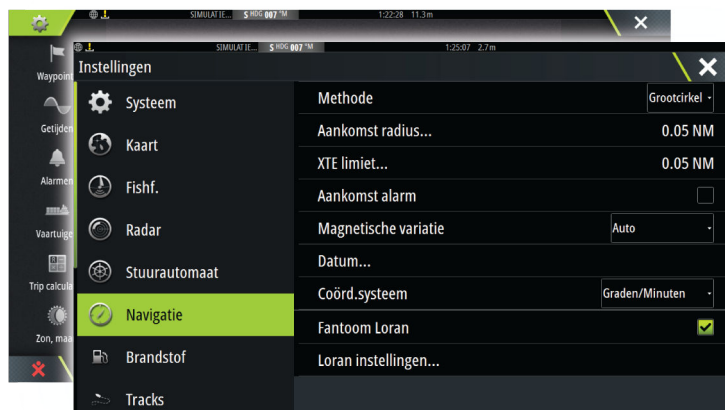 SIMULATIE... S HDG 007 °M 1:22:28 11.3 m
SIMULATIE... S HDG 007 °M 1:25:07 2.7 m
Waypoint
Getijden
Alarmen
Vaartuige
Trip calcula
Zon, maa
Instellingen
Systeem
Kaart
Fishf.
Radar
Stuurautomaat
Navigatie
Brandstof
Tracks
Methode Grootcirkel
Aankomst radius... 0.05 NM
XTE limiet... 0.05 NM
Aankomst alarm
Magnetische variatie Auto
Datum...
Coörd.systeem Graden/Minuten
Fantoom Loran
Loran instellingen...